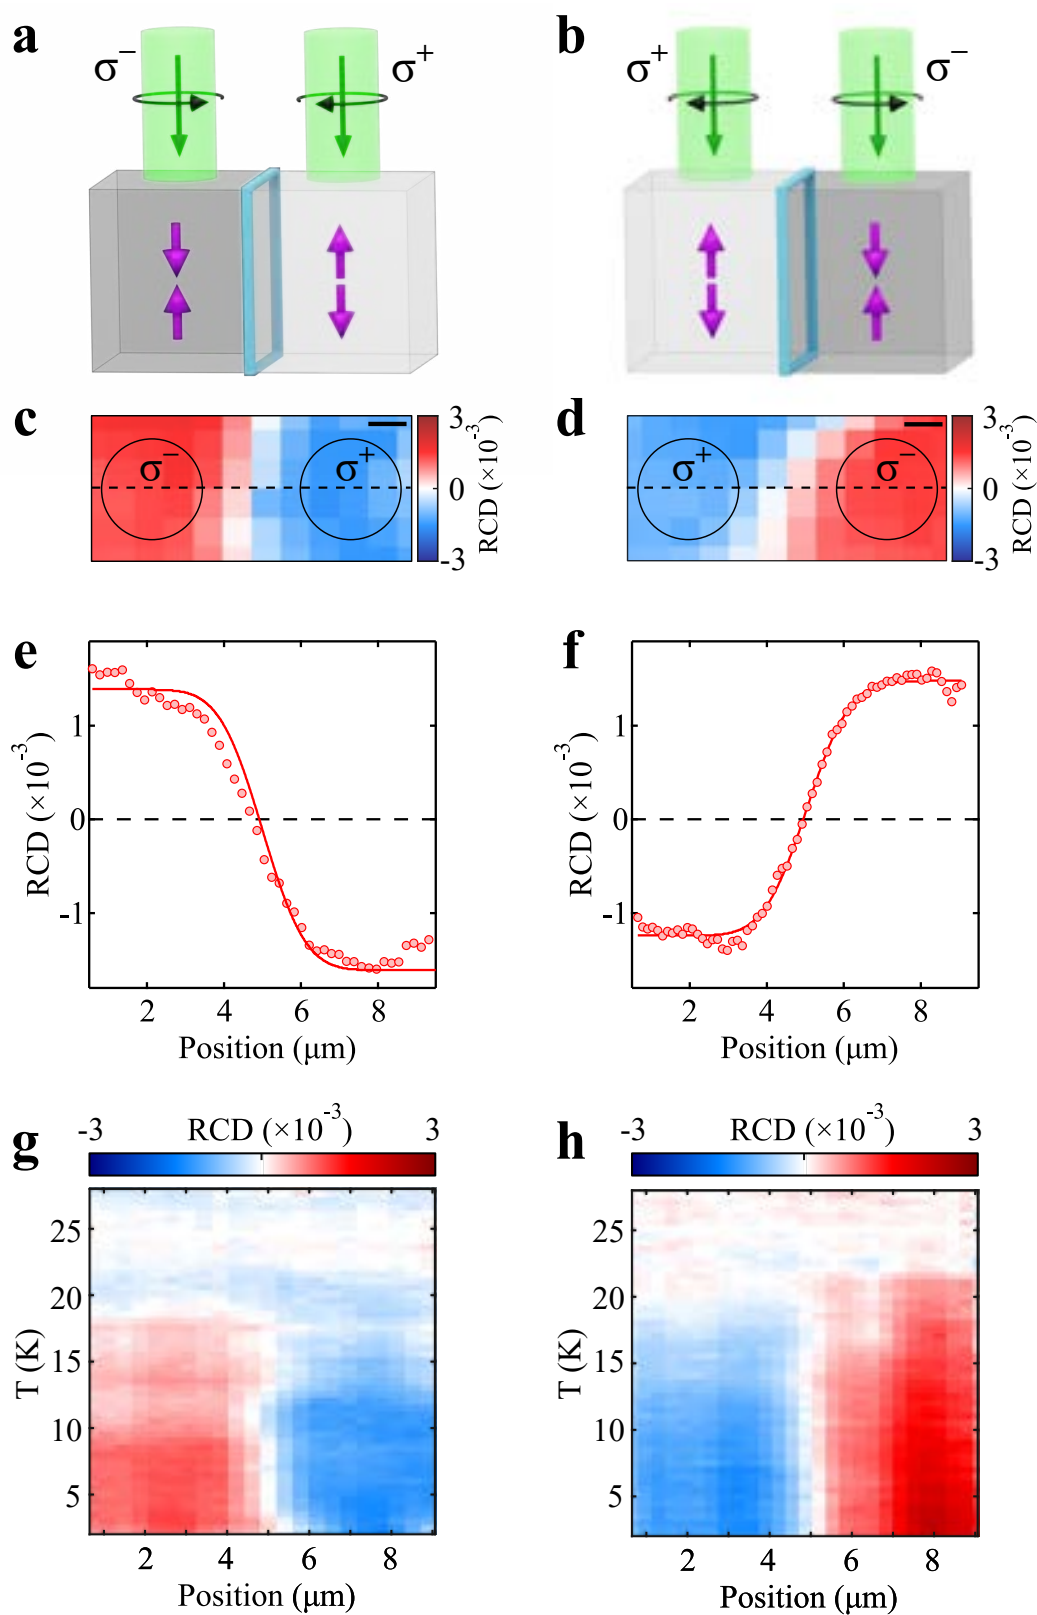 a
σ⁻ σ⁺
b
σ⁺ σ⁻
c
σ⁻ σ⁺
3
0
-3
RCD (×10⁻³)
d
σ⁺ σ⁻
3
0
-3
RCD (×10⁻³)
e
RCD (×10⁻³)
1
0
-1
2 4 6 8
Position (μm)
f
RCD (×10⁻³)
1
0
-1
2 4 6 8
Position (μm)
g
-3 RCD (×10⁻³) 3
T (K)
25
20
15
10
5
2 4 6 8
Position (μm)
h
-3 RCD (×10⁻³) 3
T (K)
25
20
15
10
5
2 4 6 8
Position (μm)